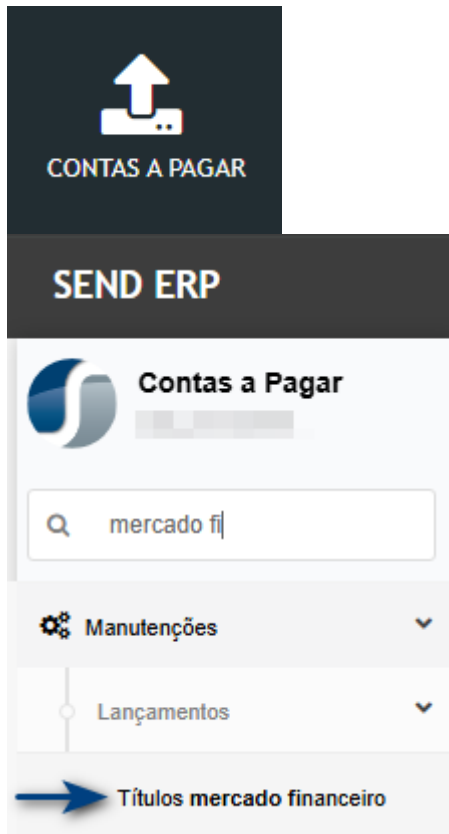 CONTAS A PAGAR
SEND ERP
Contas a Pagar
mercado fi
Manutenções
Lançamentos
Títulos mercado financeiro